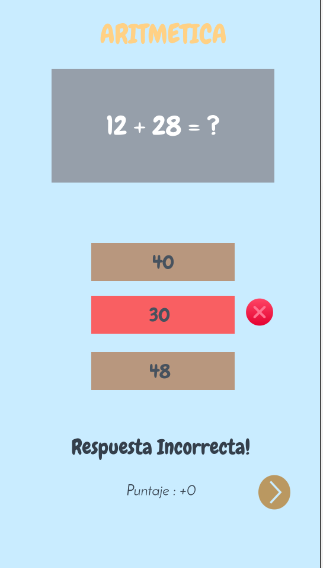 ARITMETICA
12 + 28 = ?
40
30
48
Respuesta Incorrecta!
Puntaje : +0